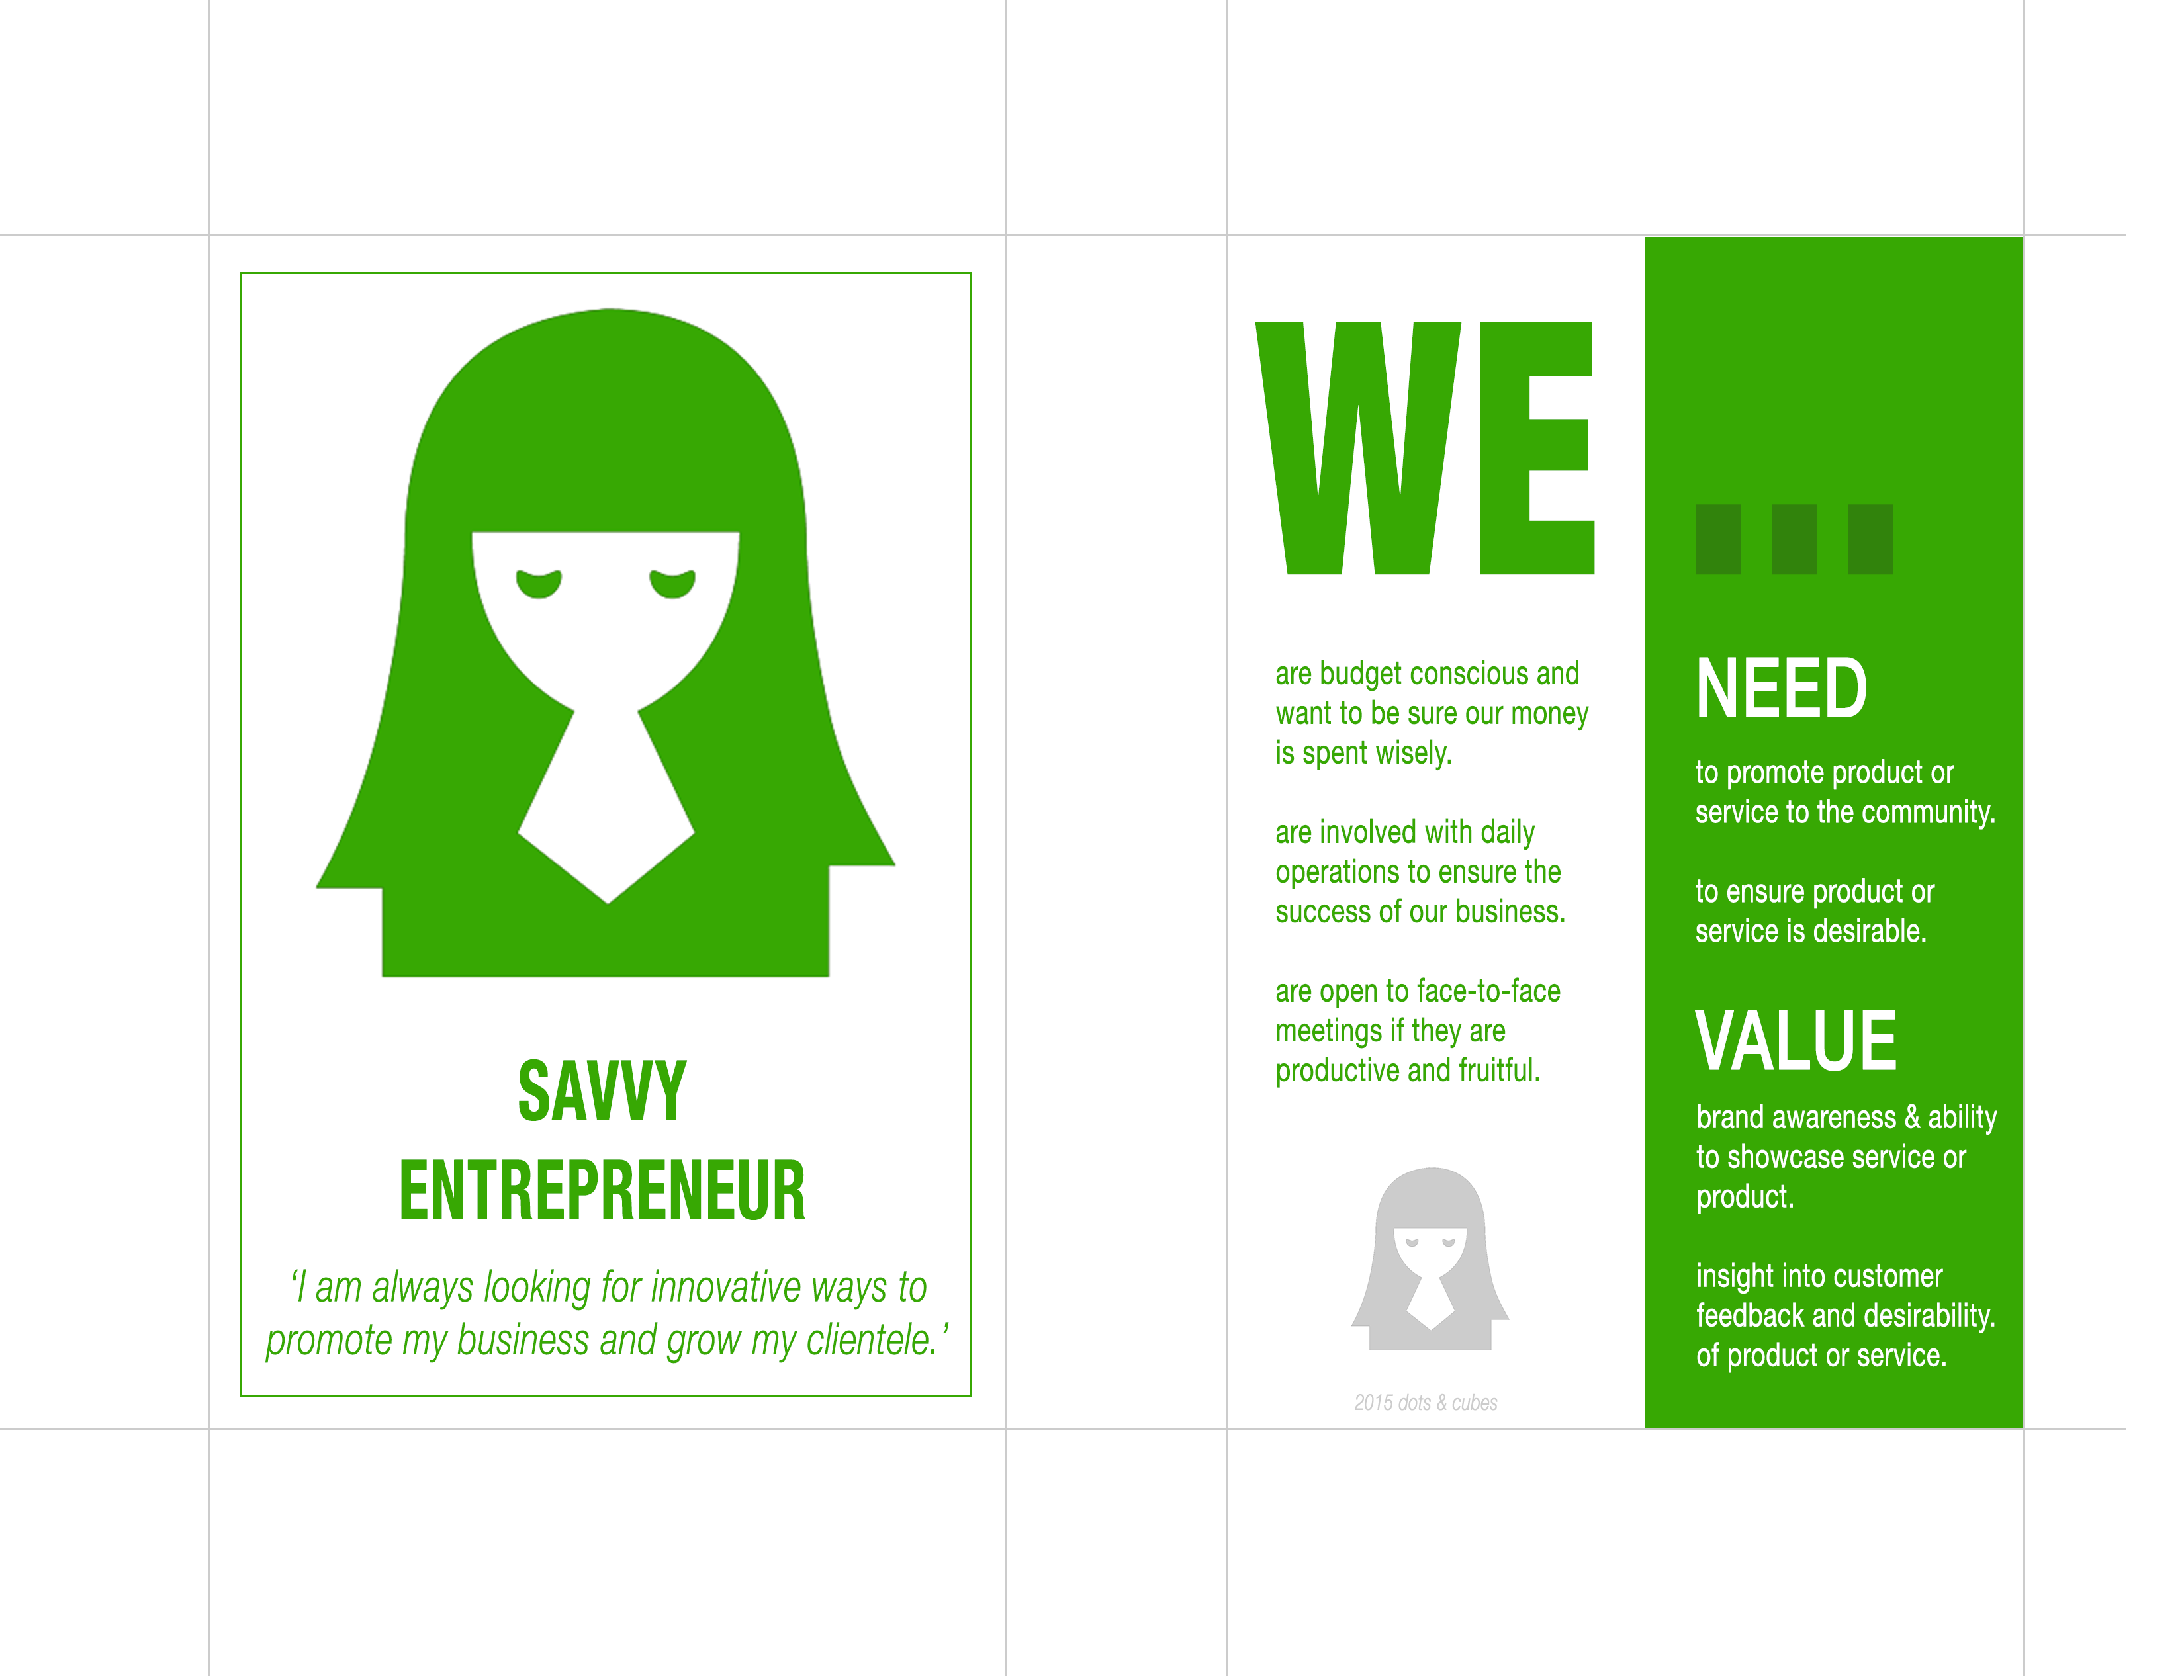 SAVVY
ENTREPRENEUR
‘I am always looking for innovative ways to
promote my business and grow my clientele.’
WE
are budget conscious and
want to be sure our money
is spent wisely.
are involved with daily
operations to ensure the
success of our business.
are open to face-to-face
meetings if they are
productive and fruitful.
2015 dots & cubes
NEED
to promote product or
service to the community.
to ensure product or
service is desirable.
VALUE
brand awareness & ability
to showcase service or
product.
insight into customer
feedback and desirability.
of product or service.